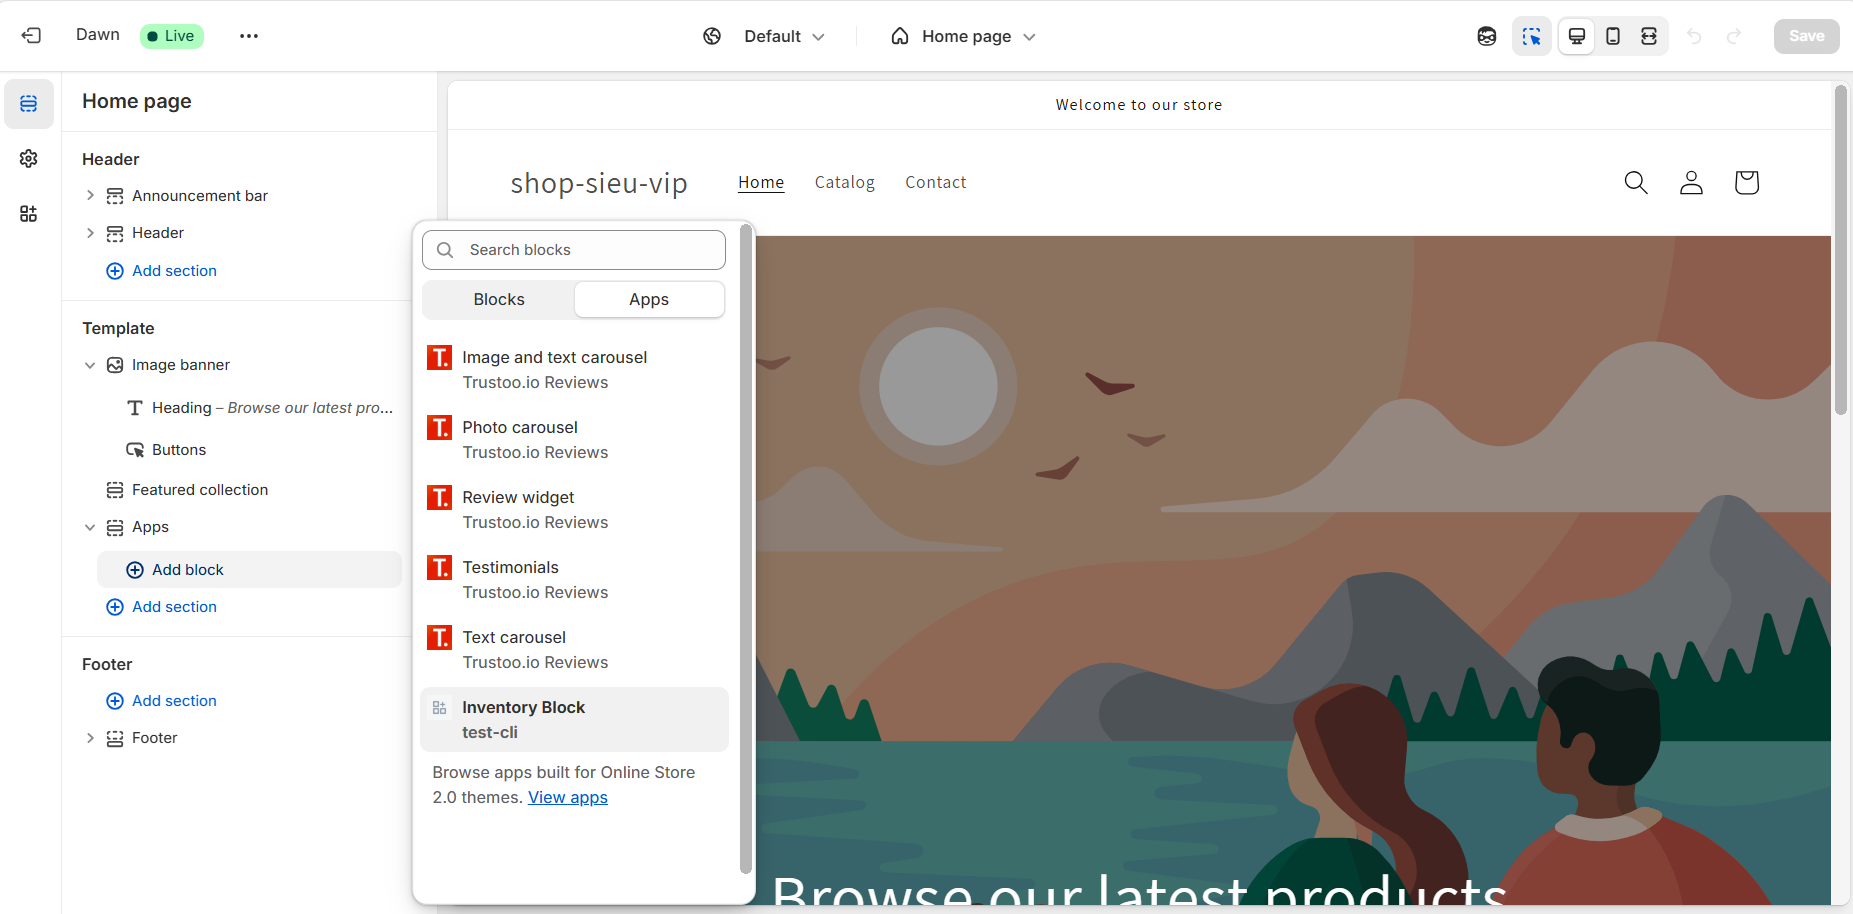 Dawn
Live
Default
Home page
Save
Home page
Header
Announcement bar
Header
Add section
Template
Image banner
Heading – Browse our latest pro...
Buttons
Featured collection
Apps
Add block
Add section
Footer
Add section
Footer
Search blocks
Blocks
Apps
Image and text carousel
Trustoo.io Reviews
Photo carousel
Trustoo.io Reviews
Review widget
Trustoo.io Reviews
Testimonials
Trustoo.io Reviews
Text carousel
Trustoo.io Reviews
Inventory Block
test-cli
Browse apps built for Online Store
2.0 themes. View apps
Welcome to our store
shop-sieu-vip
Home
Catalog
Contact
Browse our latest products